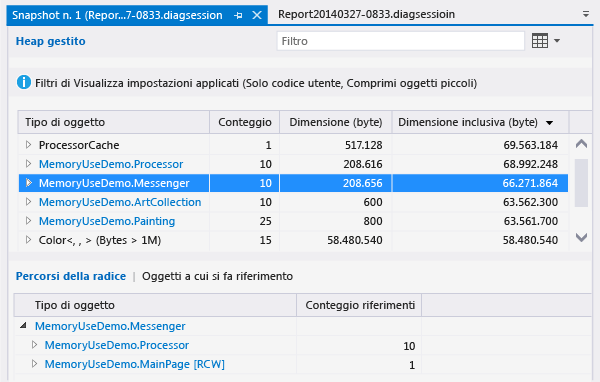 Snapshot n. 1 (Repor...7-0833.diagsession Report20140327-0833.diagsessioin
Heap gestito Filtro
Filtri di Visualizza impostazioni applicati (Solo codice utente, Comprimi oggetti piccoli)
Tipo di oggetto Conteggio Dimensione (byte) Dimensione inclusiva (byte)
ProcessorCache 1 517.128 69.563.184
MemoryUseDemo.Processor 10 208.616 68.992.248
MemoryUseDemo.Messenger 10 208.656 66.271.864
MemoryUseDemo.ArtCollection 10 600 63.562.300
MemoryUseDemo.Painting 25 800 63.561.700
Color<, , > (Bytes > 1M) 15 58.480.540 58.480.540
Percorsi della radice | Oggetti a cui si fa riferimento
Tipo di oggetto Conteggio riferimenti
MemoryUseDemo.Messenger
MemoryUseDemo.Processor 10
MemoryUseDemo.MainPage [RCW] 1